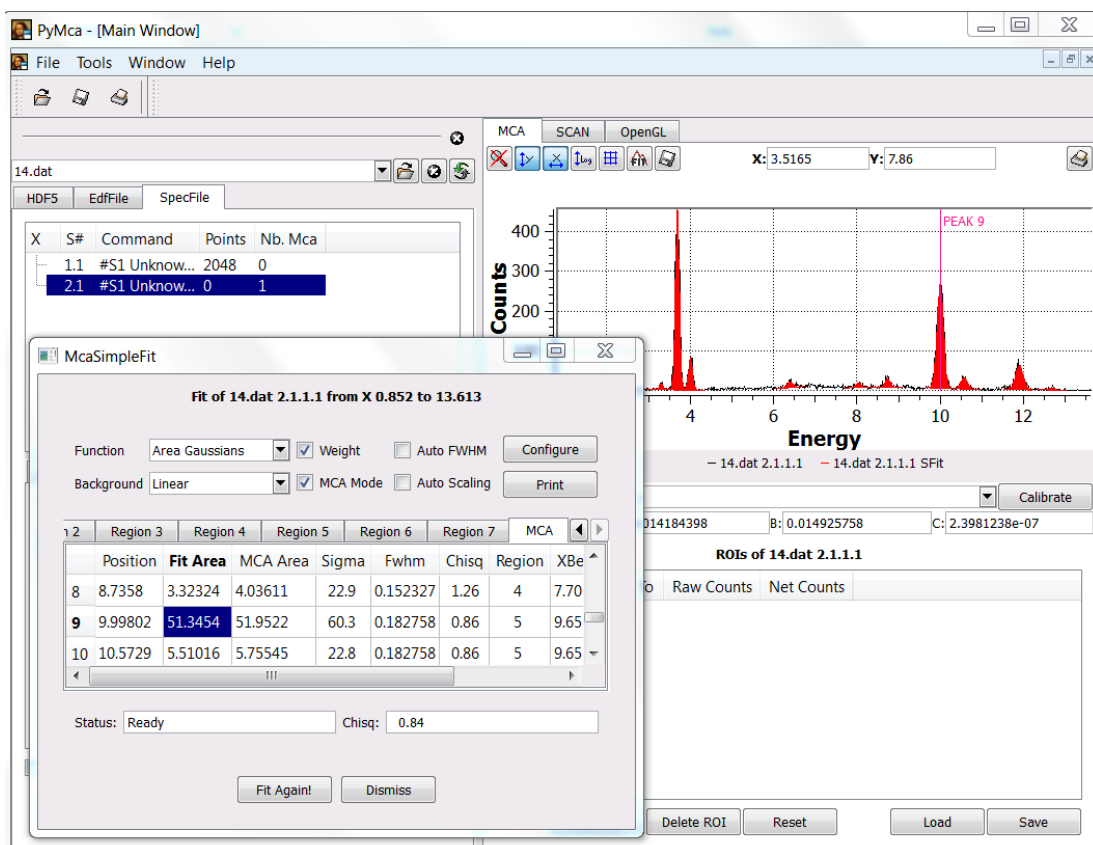 PyMca - [Main Window]
File Tools Window Help
14.dat
HDF5 EdfFile SpecFile
X S# Command Points Nb. Mca
1.1 #S1 Unknow... 2048 0
2.1 #S1 Unknow... 0 1
MCA SCAN OpenGL
Log Fit X: 3.5165 Y: 7.86
PEAK 9
400
300
200
Counts
4 6 8 10 12
Energy
14.dat 2.1.1.1 14.dat 2.1.1.1 SFit
Calibrate
014184398 B: 0.014925758 C: 2.3981238e-07
ROIs of 14.dat 2.1.1.1
Raw Counts Net Counts
Delete ROI Reset Load Save
McaSimpleFit
Fit of 14.dat 2.1.1.1 from X 0.852 to 13.613
Function Area Gaussians Weight Auto FWHM Configure
Background Linear MCA Mode Auto Scaling Print
2 Region 3 Region 4 Region 5 Region 6 Region 7 MCA
Position Fit Area MCA Area Sigma Fwhm Chisq Region XBe
8 8.7358 3.32324 4.03611 22.9 0.152327 1.26 4 7.70
9 9.99802 51.3454 51.9522 60.3 0.182758 0.86 5 9.65
10 10.5729 5.51016 5.75545 22.8 0.182758 0.86 5 9.65
Status: Ready Chisq: 0.84
Fit Again! Dismiss